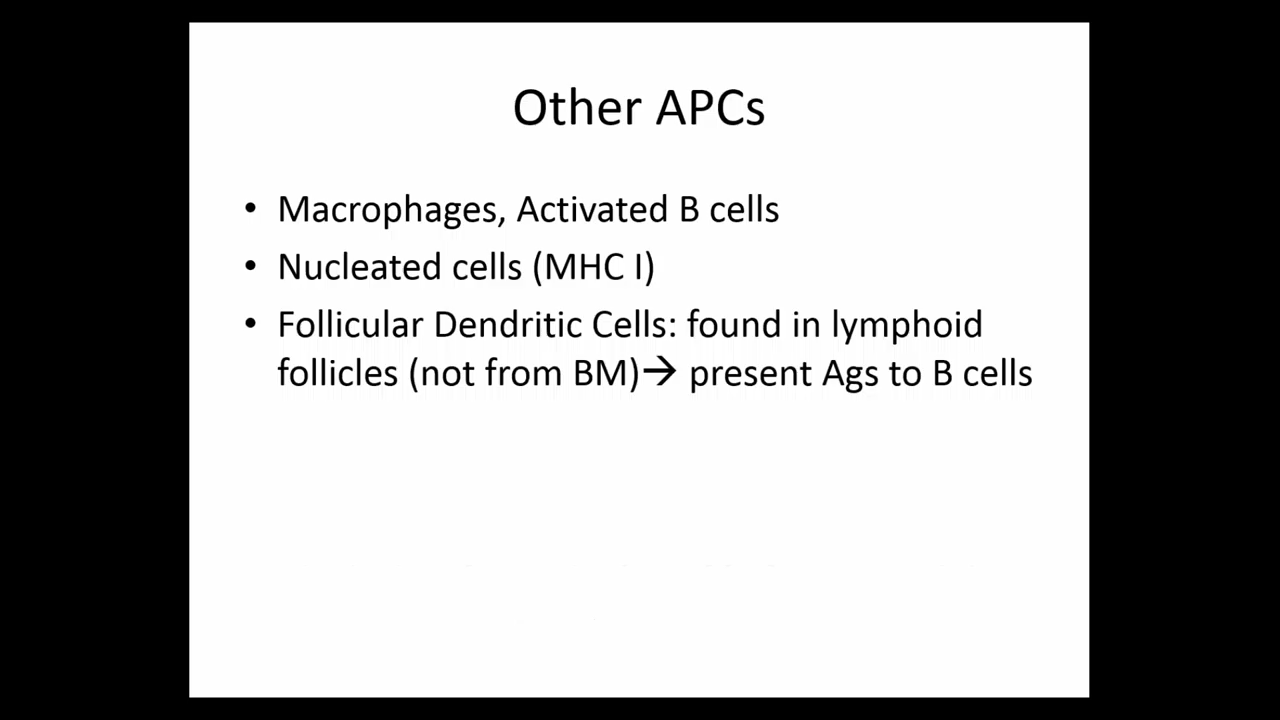 Other APCs
• Macrophages, Activated B cells
• Nucleated cells (MHC I)
• Follicular Dendritic Cells: found in lymphoid
follicles (not from BM)→ present Ags to B cells